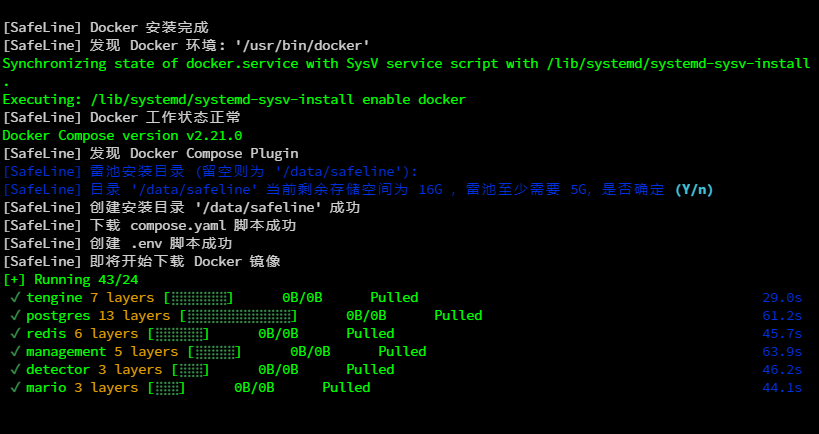 [SafeLine] Docker 安装完成
[SafeLine] 发现 Docker 环境: '/usr/bin/docker'
Synchronizing state of docker.service with SysV service script with /lib/systemd/systemd-sysv-install
.
Executing: /lib/systemd/systemd-sysv-install enable docker
[SafeLine] Docker 工作状态正常
Docker Compose version v2.21.0
[SafeLine] 发现 Docker Compose Plugin
[SafeLine] 雷池安装目录 (留空则为 '/data/safeline'):
[SafeLine] 目录 '/data/safeline' 当前剩余存储空间为 16G ，雷池至少需要 5G，是否确定 (Y/n)
[SafeLine] 创建安装目录 '/data/safeline' 成功
[SafeLine] 下载 compose.yaml 脚本成功
[SafeLine] 创建 .env 脚本成功
[SafeLine] 即将开始下载 Docker 镜像
[+] Running 43/24
✓ tengine 7 layers [⣿⣿⣿⣿⣿⣿⣿] 0B/0B Pulled 29.0s
✓ postgres 13 layers [⣿⣿⣿⣿⣿⣿⣿⣿⣿⣿⣿⣿⣿] 0B/0B Pulled 61.2s
✓ redis 6 layers [⣿⣿⣿⣿⣿⣿] 0B/0B Pulled 45.7s
✓ management 5 layers [⣿⣿⣿⣿⣿] 0B/0B Pulled 63.9s
✓ detector 3 layers [⣿⣿⣿] 0B/0B Pulled 46.2s
✓ mario 3 layers [⣿⣿⣿] 0B/0B Pulled 44.1s